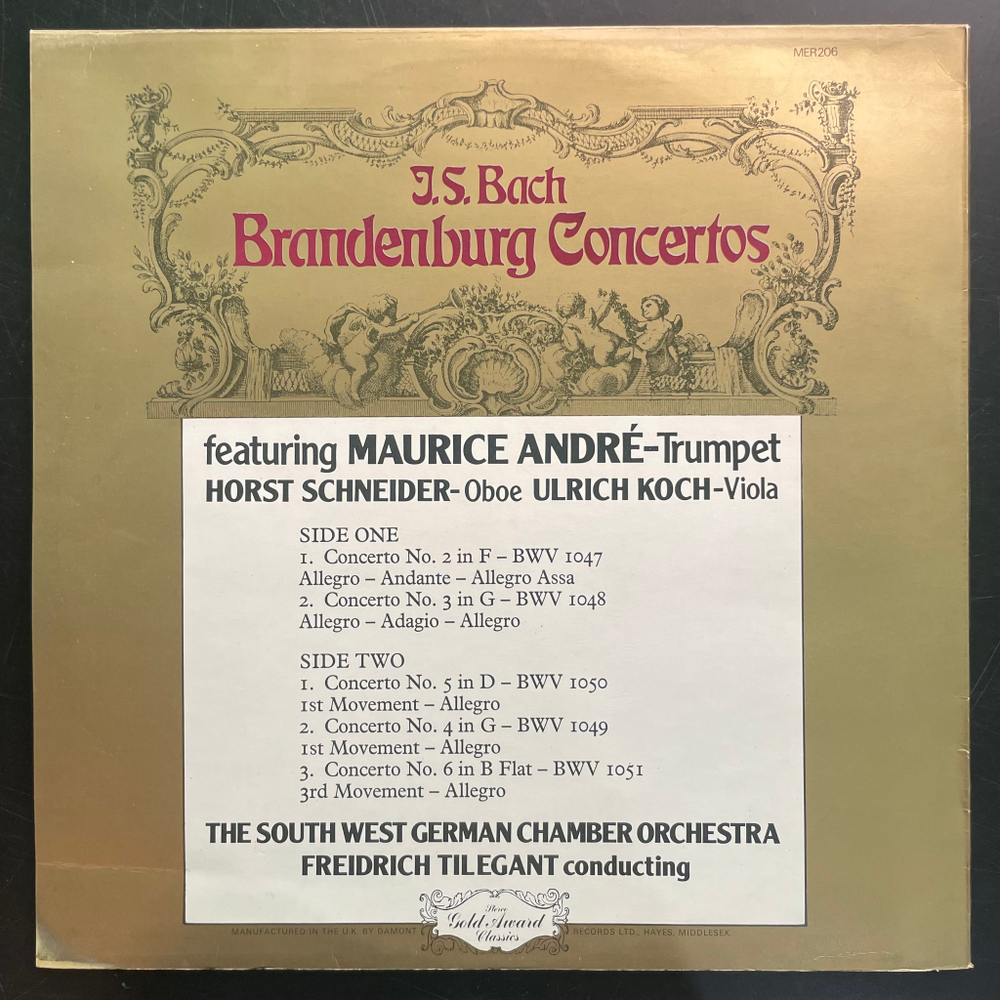 MER206
J.S. Bach
Brandenburg Concertos
featuring MAURICE ANDRÉ-Trumpet
HORST SCHNEIDER-Oboe ULRICH KOCH-Viola
SIDE ONE
1. Concerto No. 2 in F – BWV 1047
Allegro – Andante – Allegro Assa
2. Concerto No. 3 in G – BWV 1048
Allegro – Adagio – Allegro
SIDE TWO
1. Concerto No. 5 in D – BWV 1050
1st Movement – Allegro
2. Concerto No. 4 in G – BWV 1049
1st Movement – Allegro
3. Concerto No. 6 in B Flat – BWV 1051
3rd Movement – Allegro
THE SOUTH WEST GERMAN CHAMBER ORCHESTRA
FREIDRICH TILEGANT conducting
Stereo
Gold Award
Classics
MANUFACTURED IN THE U.K. BY DAMONT RECORDS LTD., HAYES, MIDDLESEX